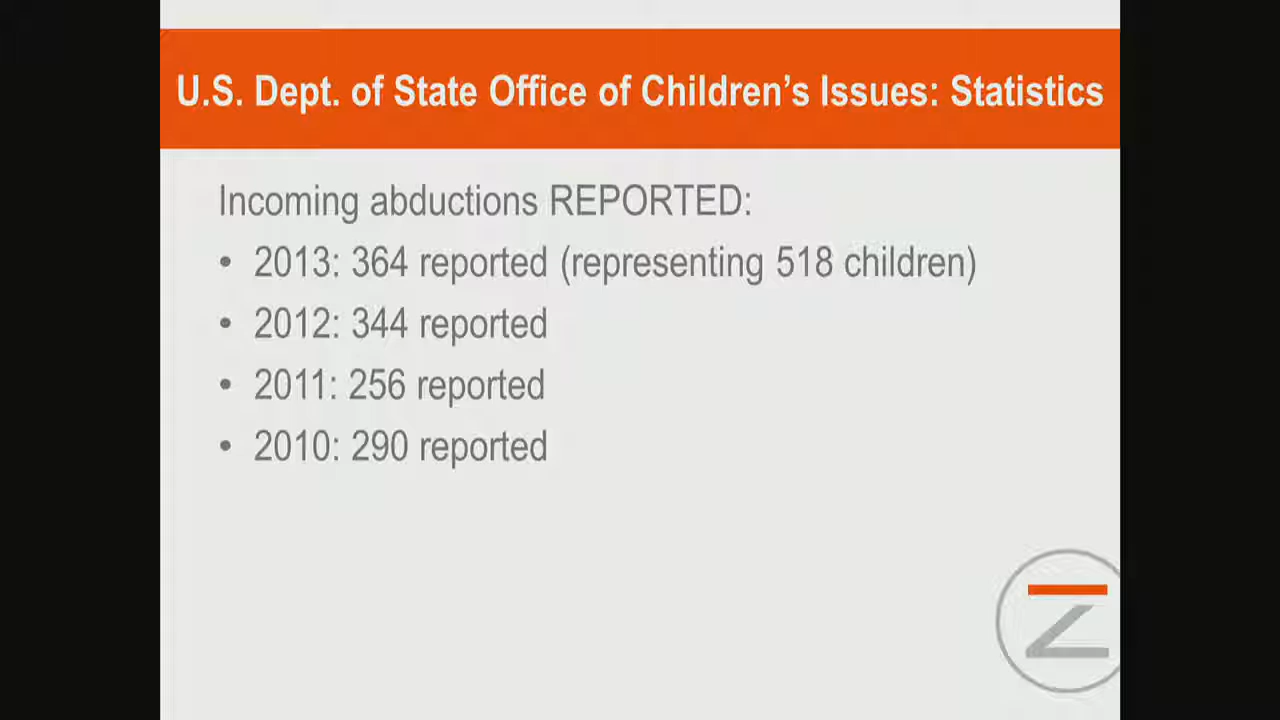 U.S. Dept. of State Office of Children's Issues: Statistics
Incoming abductions REPORTED:
• 2013: 364 reported (representing 518 children)
• 2012: 344 reported
• 2011: 256 reported
• 2010: 290 reported